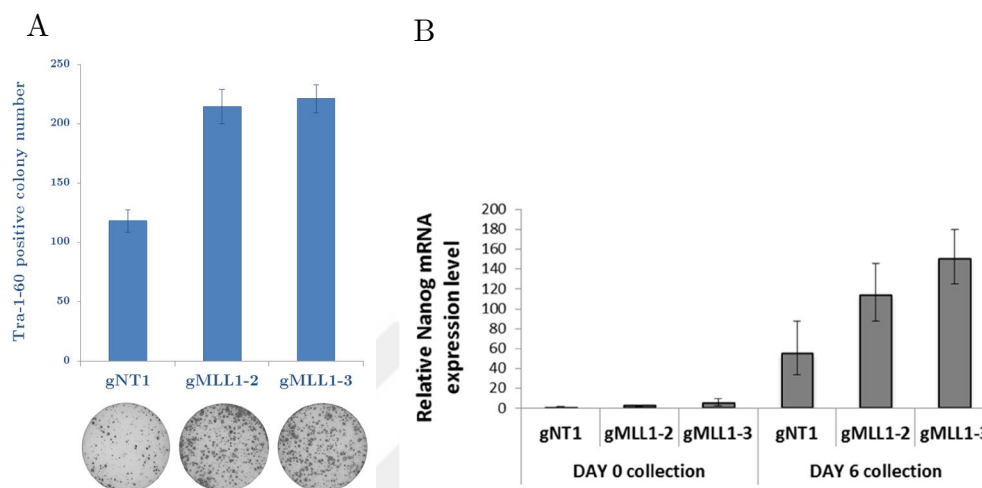 A
Tra-1-60 positive colony number
250
200
150
100
50
0
gNT1 gMLL1-2 gMLL1-3
B
Relative Nanog mRNA
expression level
200
180
160
140
120
100
80
60
40
20
0
gNT1 gMLL1-2 gMLL1-3 gNT1 gMLL1-2 gMLL1-3
DAY 0 collection DAY 6 collection